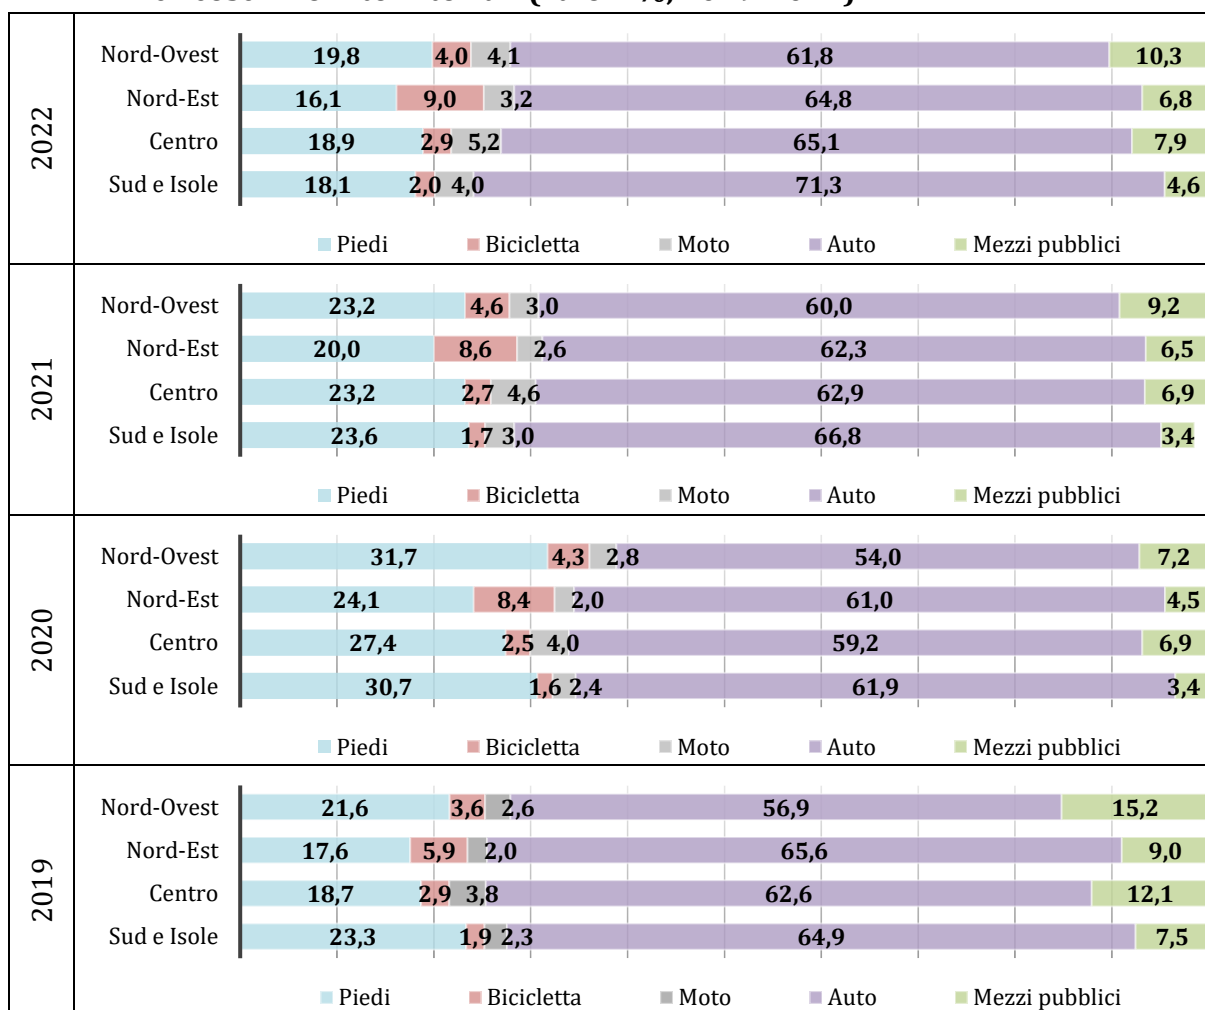 2022
Nord-Ovest 19,8 4,0 4,1 61,8 10,3
Nord-Est 16,1 9,0 3,2 64,8 6,8
Centro 18,9 2,9 5,2 65,1 7,9
Sud e Isole 18,1 2,0 4,0 71,3 4,6
Piedi Bicicletta Moto Auto Mezzi pubblici
2021
Nord-Ovest 23,2 4,6 3,0 60,0 9,2
Nord-Est 20,0 8,6 2,6 62,3 6,5
Centro 23,2 2,7 4,6 62,9 6,9
Sud e Isole 23,6 1,7 3,0 66,8 3,4
Piedi Bicicletta Moto Auto Mezzi pubblici
2020
Nord-Ovest 31,7 4,3 2,8 54,0 7,2
Nord-Est 24,1 8,4 2,0 61,0 4,5
Centro 27,4 2,5 4,0 59,2 6,9
Sud e Isole 30,7 1,6 2,4 61,9 3,4
Piedi Bicicletta Moto Auto Mezzi pubblici
2019
Nord-Ovest 21,6 3,6 2,6 56,9 15,2
Nord-Est 17,6 5,9 2,0 65,6 9,0
Centro 18,7 2,9 3,8 62,6 12,1
Sud e Isole 23,3 1,9 2,3 64,9 7,5
Piedi Bicicletta Moto Auto Mezzi pubblici